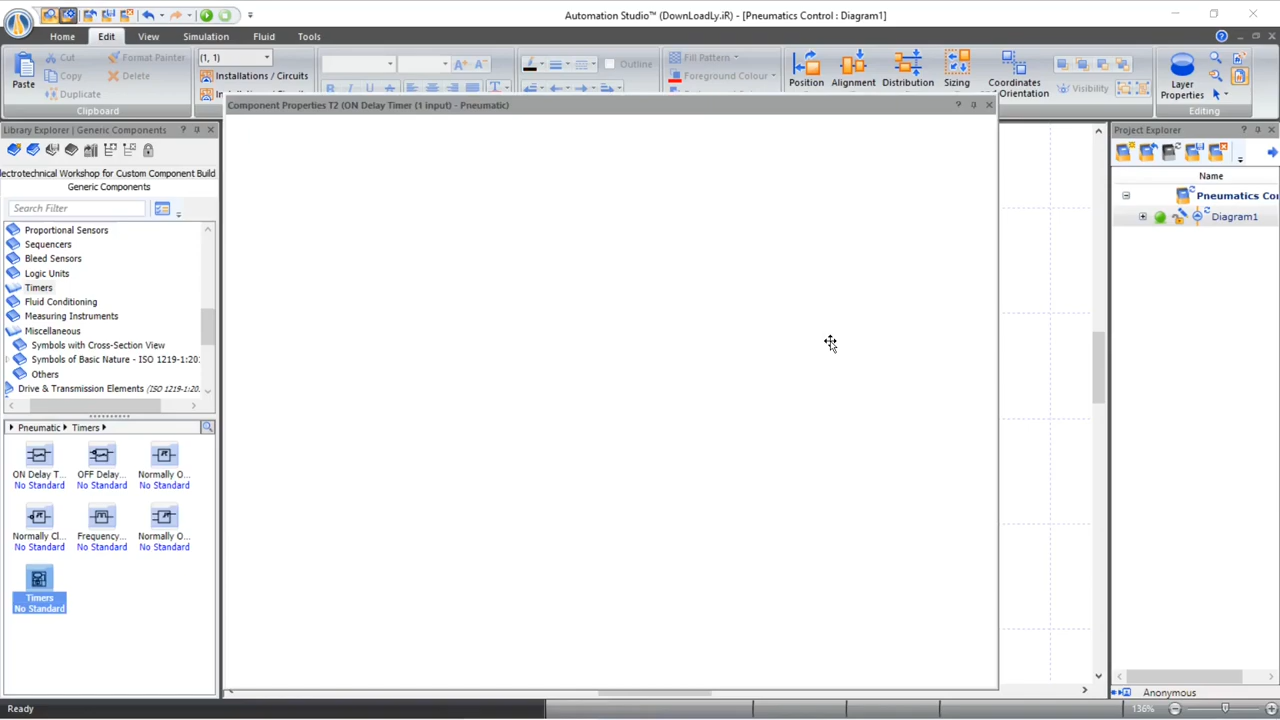 Automation Studio™ (DownLoadLy.iR) - [Pneumatics Control : Diagram1]
Home Edit View Simulation Fluid Tools
Paste
Cut
Copy
Duplicate
Format Painter
Delete
Clipboard
(1, 1)
Installations / Circuits
Outline
Fill Pattern
Foreground Colour
Position Alignment Distribution Sizing
Coordinates
and Orientation
Visibility
Layer
Properties
Editing
Component Properties T2 (ON Delay Timer (1 input) - Pneumatic)
Library Explorer | Generic Components
lectrotechnical Workshop for Custom Component Build
Generic Components
Search Filter
Proportional Sensors
Sequencers
Bleed Sensors
Logic Units
Timers
Fluid Conditioning
Measuring Instruments
Miscellaneous
Symbols with Cross-Section View
Symbols of Basic Nature - ISO 1219-1:20
Others
Drive & Transmission Elements (ISO 1219-1:20
Pneumatic Timers
ON Delay T... OFF Delay... Normally O...
No Standard No Standard No Standard
Normally Cl... Frequency... Normally O...
No Standard No Standard No Standard
Timers
No Standard
Project Explorer
Name
Pneumatics Co
Diagram1
Anonymous
Ready
136%